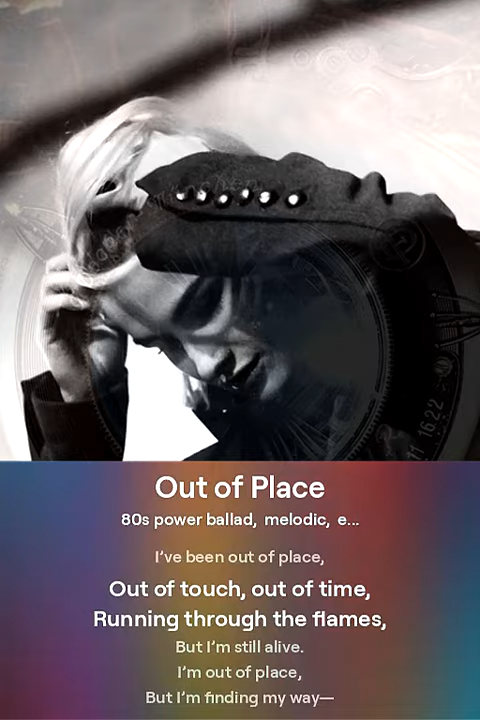 Out of Place
80s power ballad, melodic, e...
I've been out of place,
Out of touch, out of time,
Running through the flames,
But I'm still alive.
I'm out of place,
But I'm finding my way—